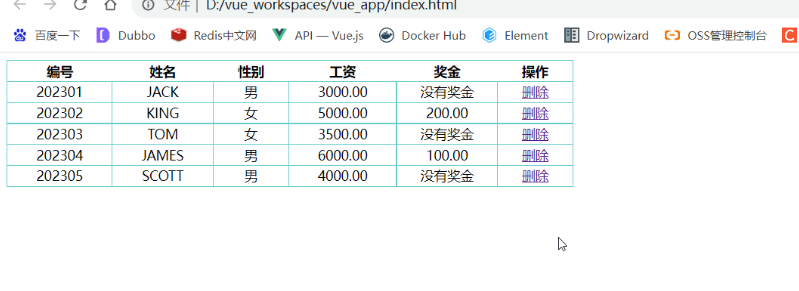 文件 | D:/vue_workspaces/vue_app/index.html
百度一下 Dubbo Redis中文网 API — Vue.js Docker Hub Element Dropwizard OSS管理控制台
编号 姓名 性别 工资 奖金 操作
202301 JACK 男 3000.00 没有奖金 删除
202302 KING 女 5000.00 200.00 删除
202303 TOM 女 3500.00 没有奖金 删除
202304 JAMES 男 6000.00 100.00 删除
202305 SCOTT 男 4000.00 没有奖金 删除